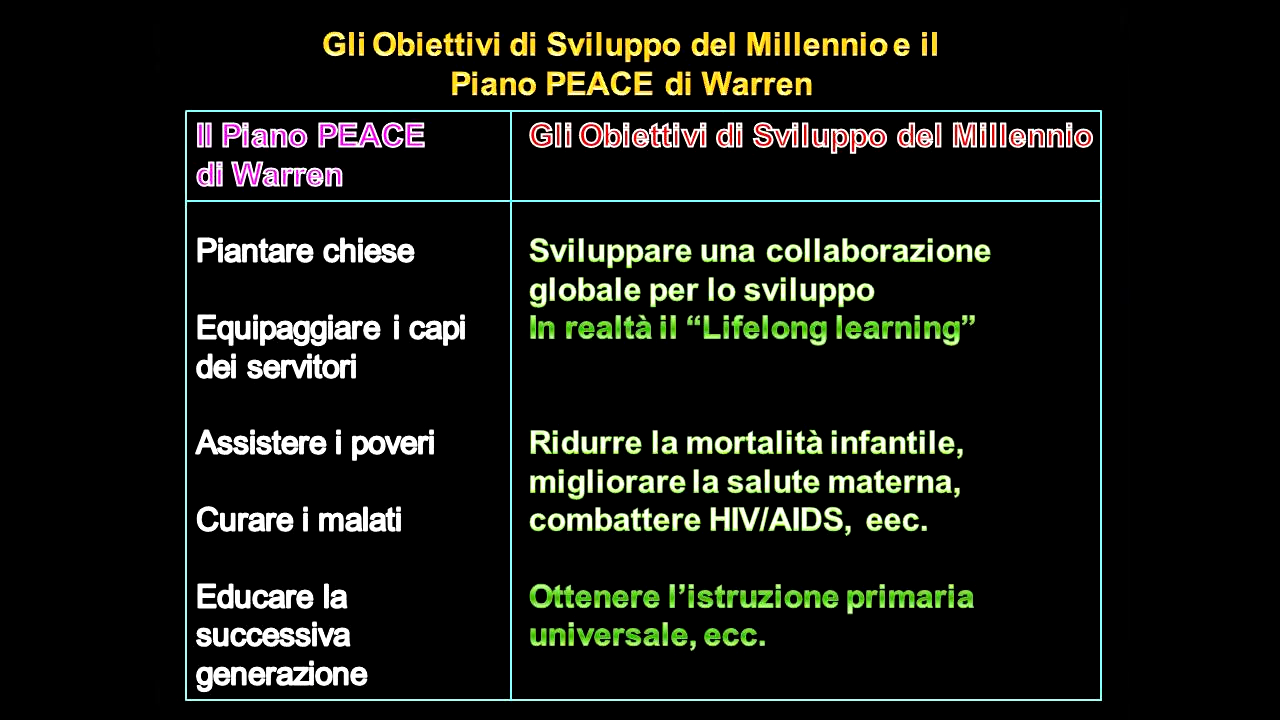 Gli Obiettivi di Sviluppo del Millennio e il
Piano PEACE di Warren
Il Piano PEACE
di Warren
Gli Obiettivi di Sviluppo del Millennio
Piantare chiese
Equipaggiare i capi
dei servitori
Assistere i poveri
Curare i malati
Educare la
successiva
generazione
Sviluppare una collaborazione
globale per lo sviluppo
In realtà il “Lifelong learning”
Ridurre la mortalità infantile,
migliorare la salute materna,
combattere HIV/AIDS, eec.
Ottenere l’istruzione primaria
universale, ecc.